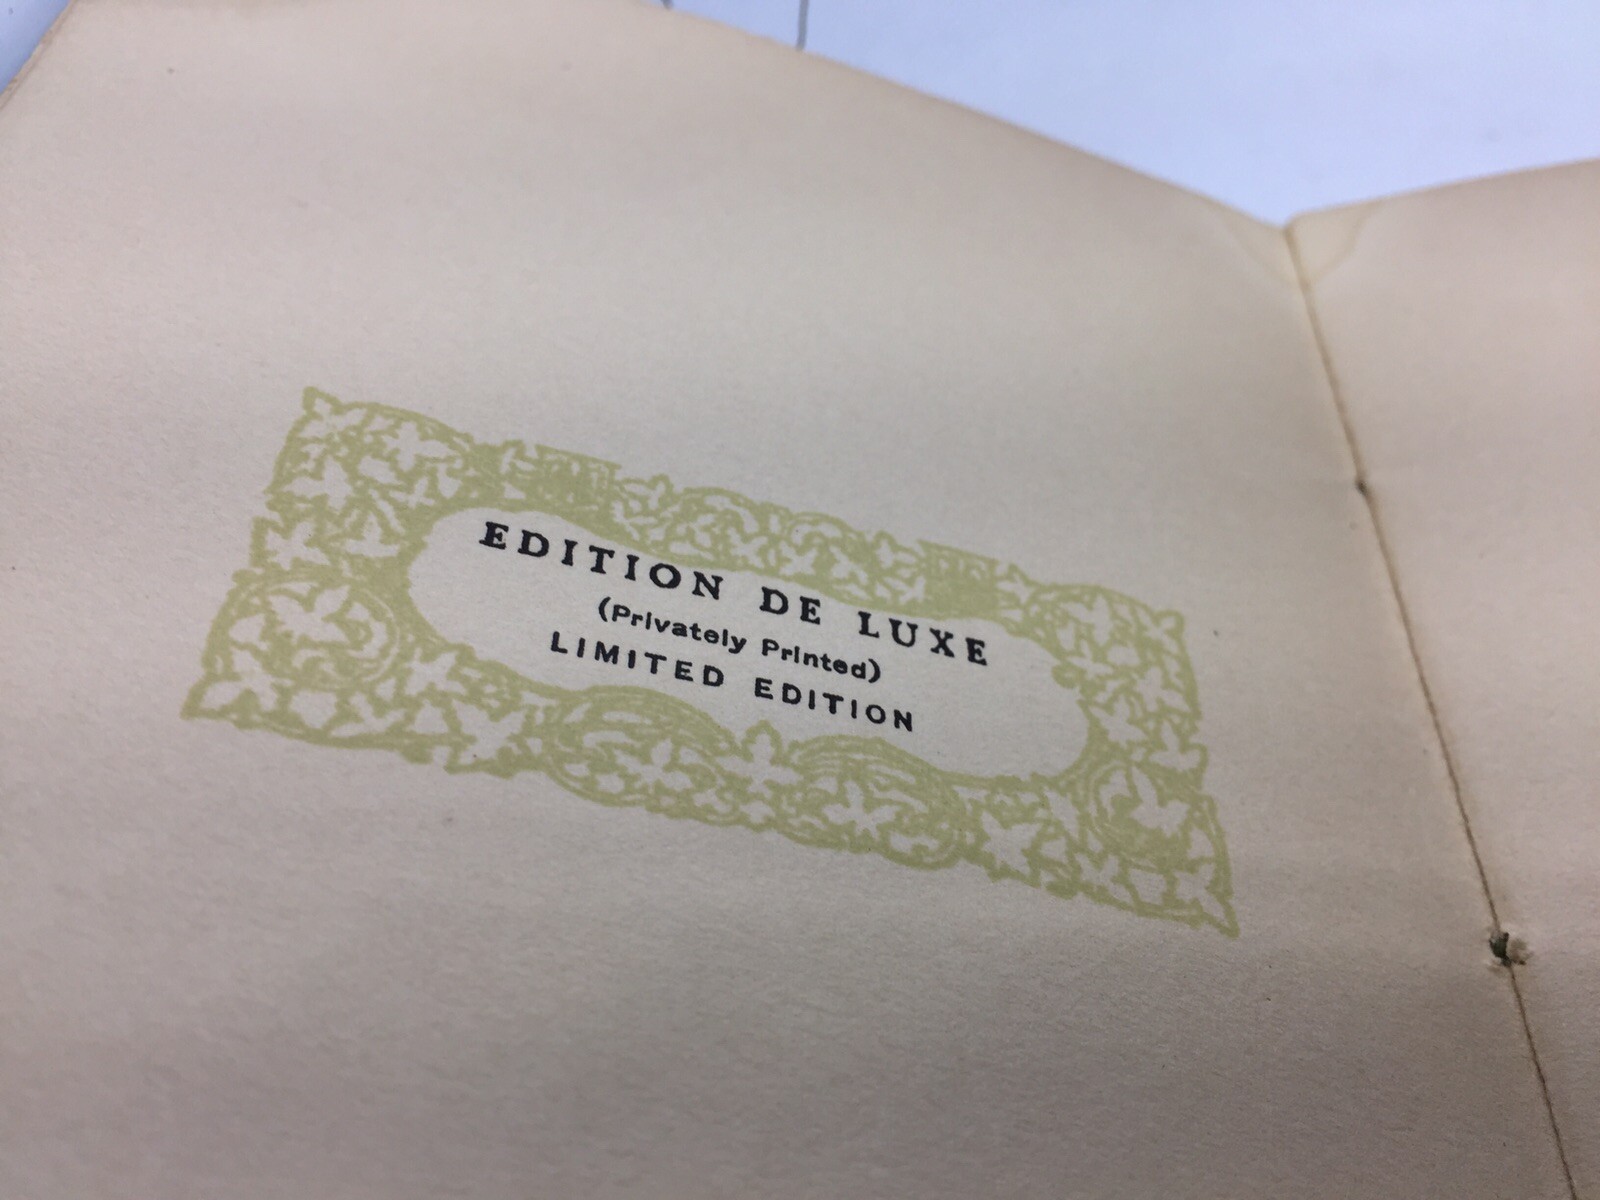 EDITION DE LUXE
(Privately Printed)
LIMITED EDITION